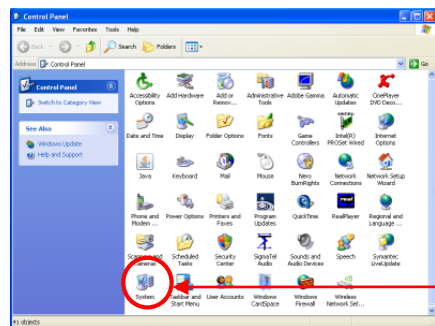 Control Panel
File Edit View Favorites Tools Help
Back Search Folders
Address Control Panel Go
Control Panel
Switch to Category View
See Also
Windows Update
Help and Support
Accessibility Options
Add Hardware
Add or Remov...
Administrative Tools
Adobe Gamma
Automatic Updates
CinePlayer DVD Deco...
Date and Time
Display
Folder Options
Fonts
Game Controllers
Intel(R) PROSet Wired
Internet Options
Java
Keyboard
Mail
Mouse
Nero BurnRights
Network Connections
Network Setup Wizard
Phone and Modem ...
Power Options
Printers and Faxes
Program Updates
QuickTime
RealPlayer
Regional and Language ...
Scanners and Cameras
Scheduled Tasks
Security Center
SigmaTel Audio
Sounds and Audio Devices
Speech
Symantec LiveUpdate
System
Taskbar and Start Menu
User Accounts
Windows CardSpace
Windows Firewall
Wireless Network Set...
objects